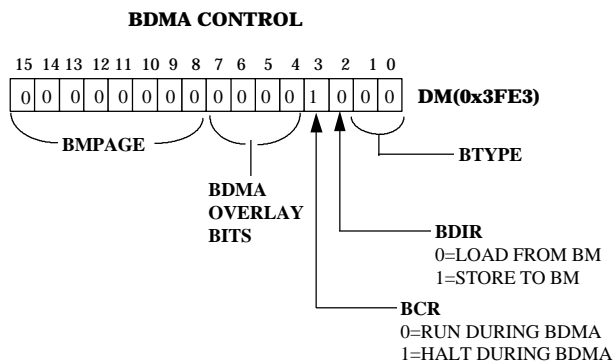 BDMA CONTROL
15 14 13 12 11 10 9 8 7 6 5 4 3 2 1 0
0 0 0 0 0 0 0 0 0 0 0 0 1 0 0 0 DM(0x3FE3)
BMPAGE
BTYPE
BDMA
OVERLAY
BITS
BDIR
0=LOAD FROM BM
1=STORE TO BM
BCR
0=RUN DURING BDMA
1=HALT DURING BDMA